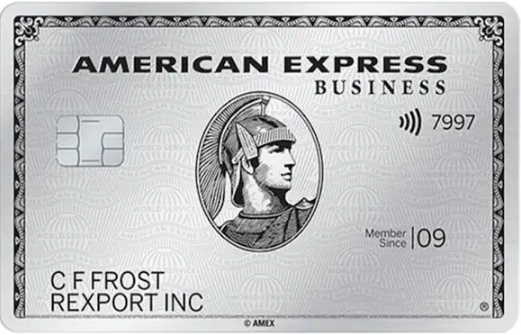 AMERICAN EXPRESS
BUSINESS
7997
Member
Since 09
C F FROST
REXPORT INC
®
© AMEX